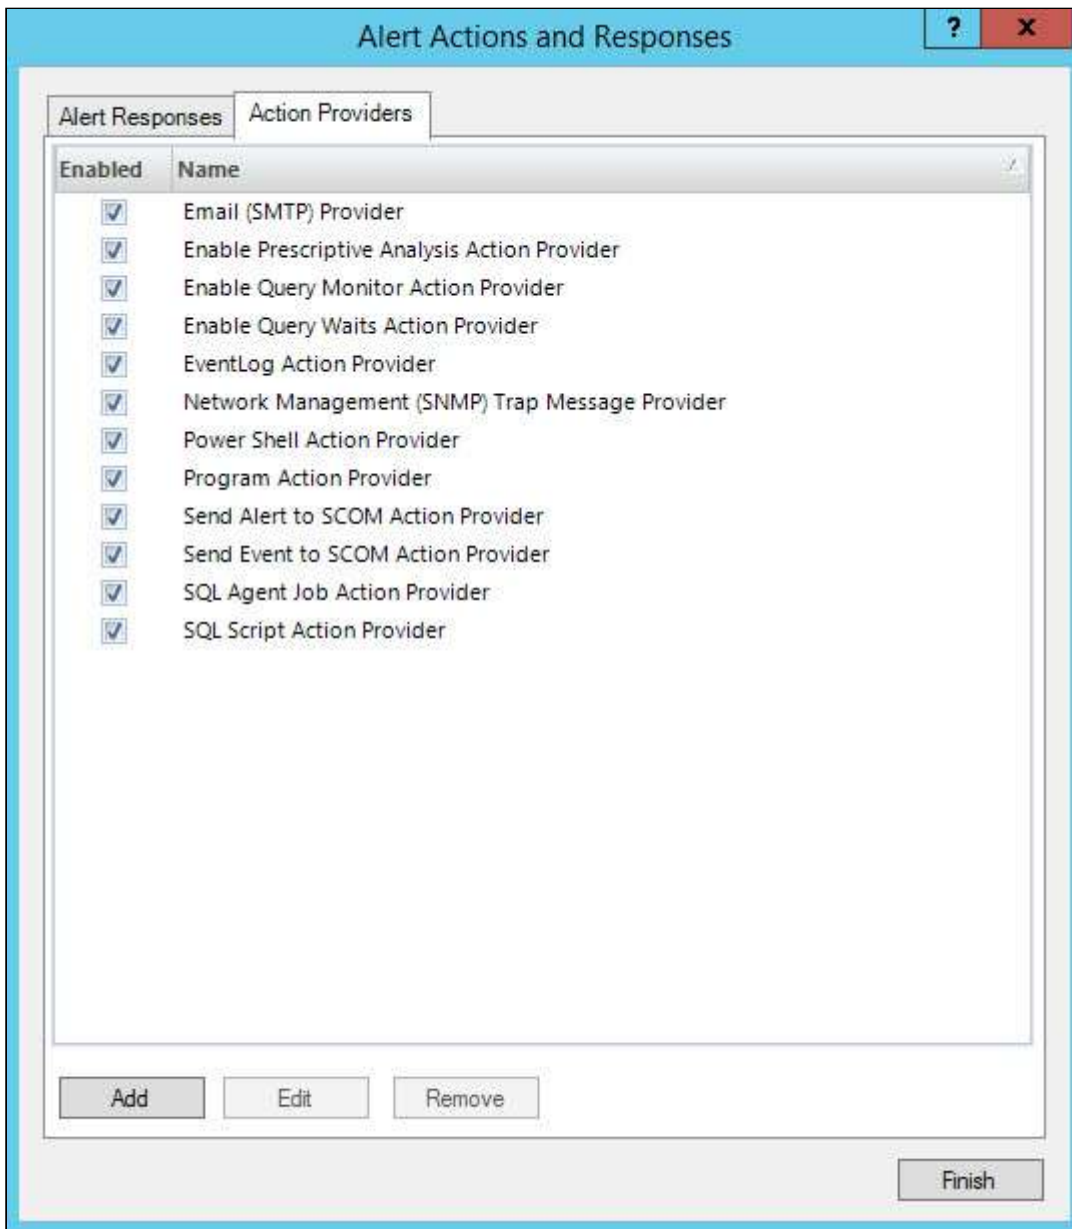 Alert Actions and Responses
?
x
Alert Responses
Action Providers
Enabled Name
Email (SMTP) Provider
Enable Prescriptive Analysis Action Provider
Enable Query Monitor Action Provider
Enable Query Waits Action Provider
EventLog Action Provider
Network Management (SNMP) Trap Message Provider
Power Shell Action Provider
Program Action Provider
Send Alert to SCOM Action Provider
Send Event to SCOM Action Provider
SQL Agent Job Action Provider
SQL Script Action Provider
Add Edit Remove
Finish